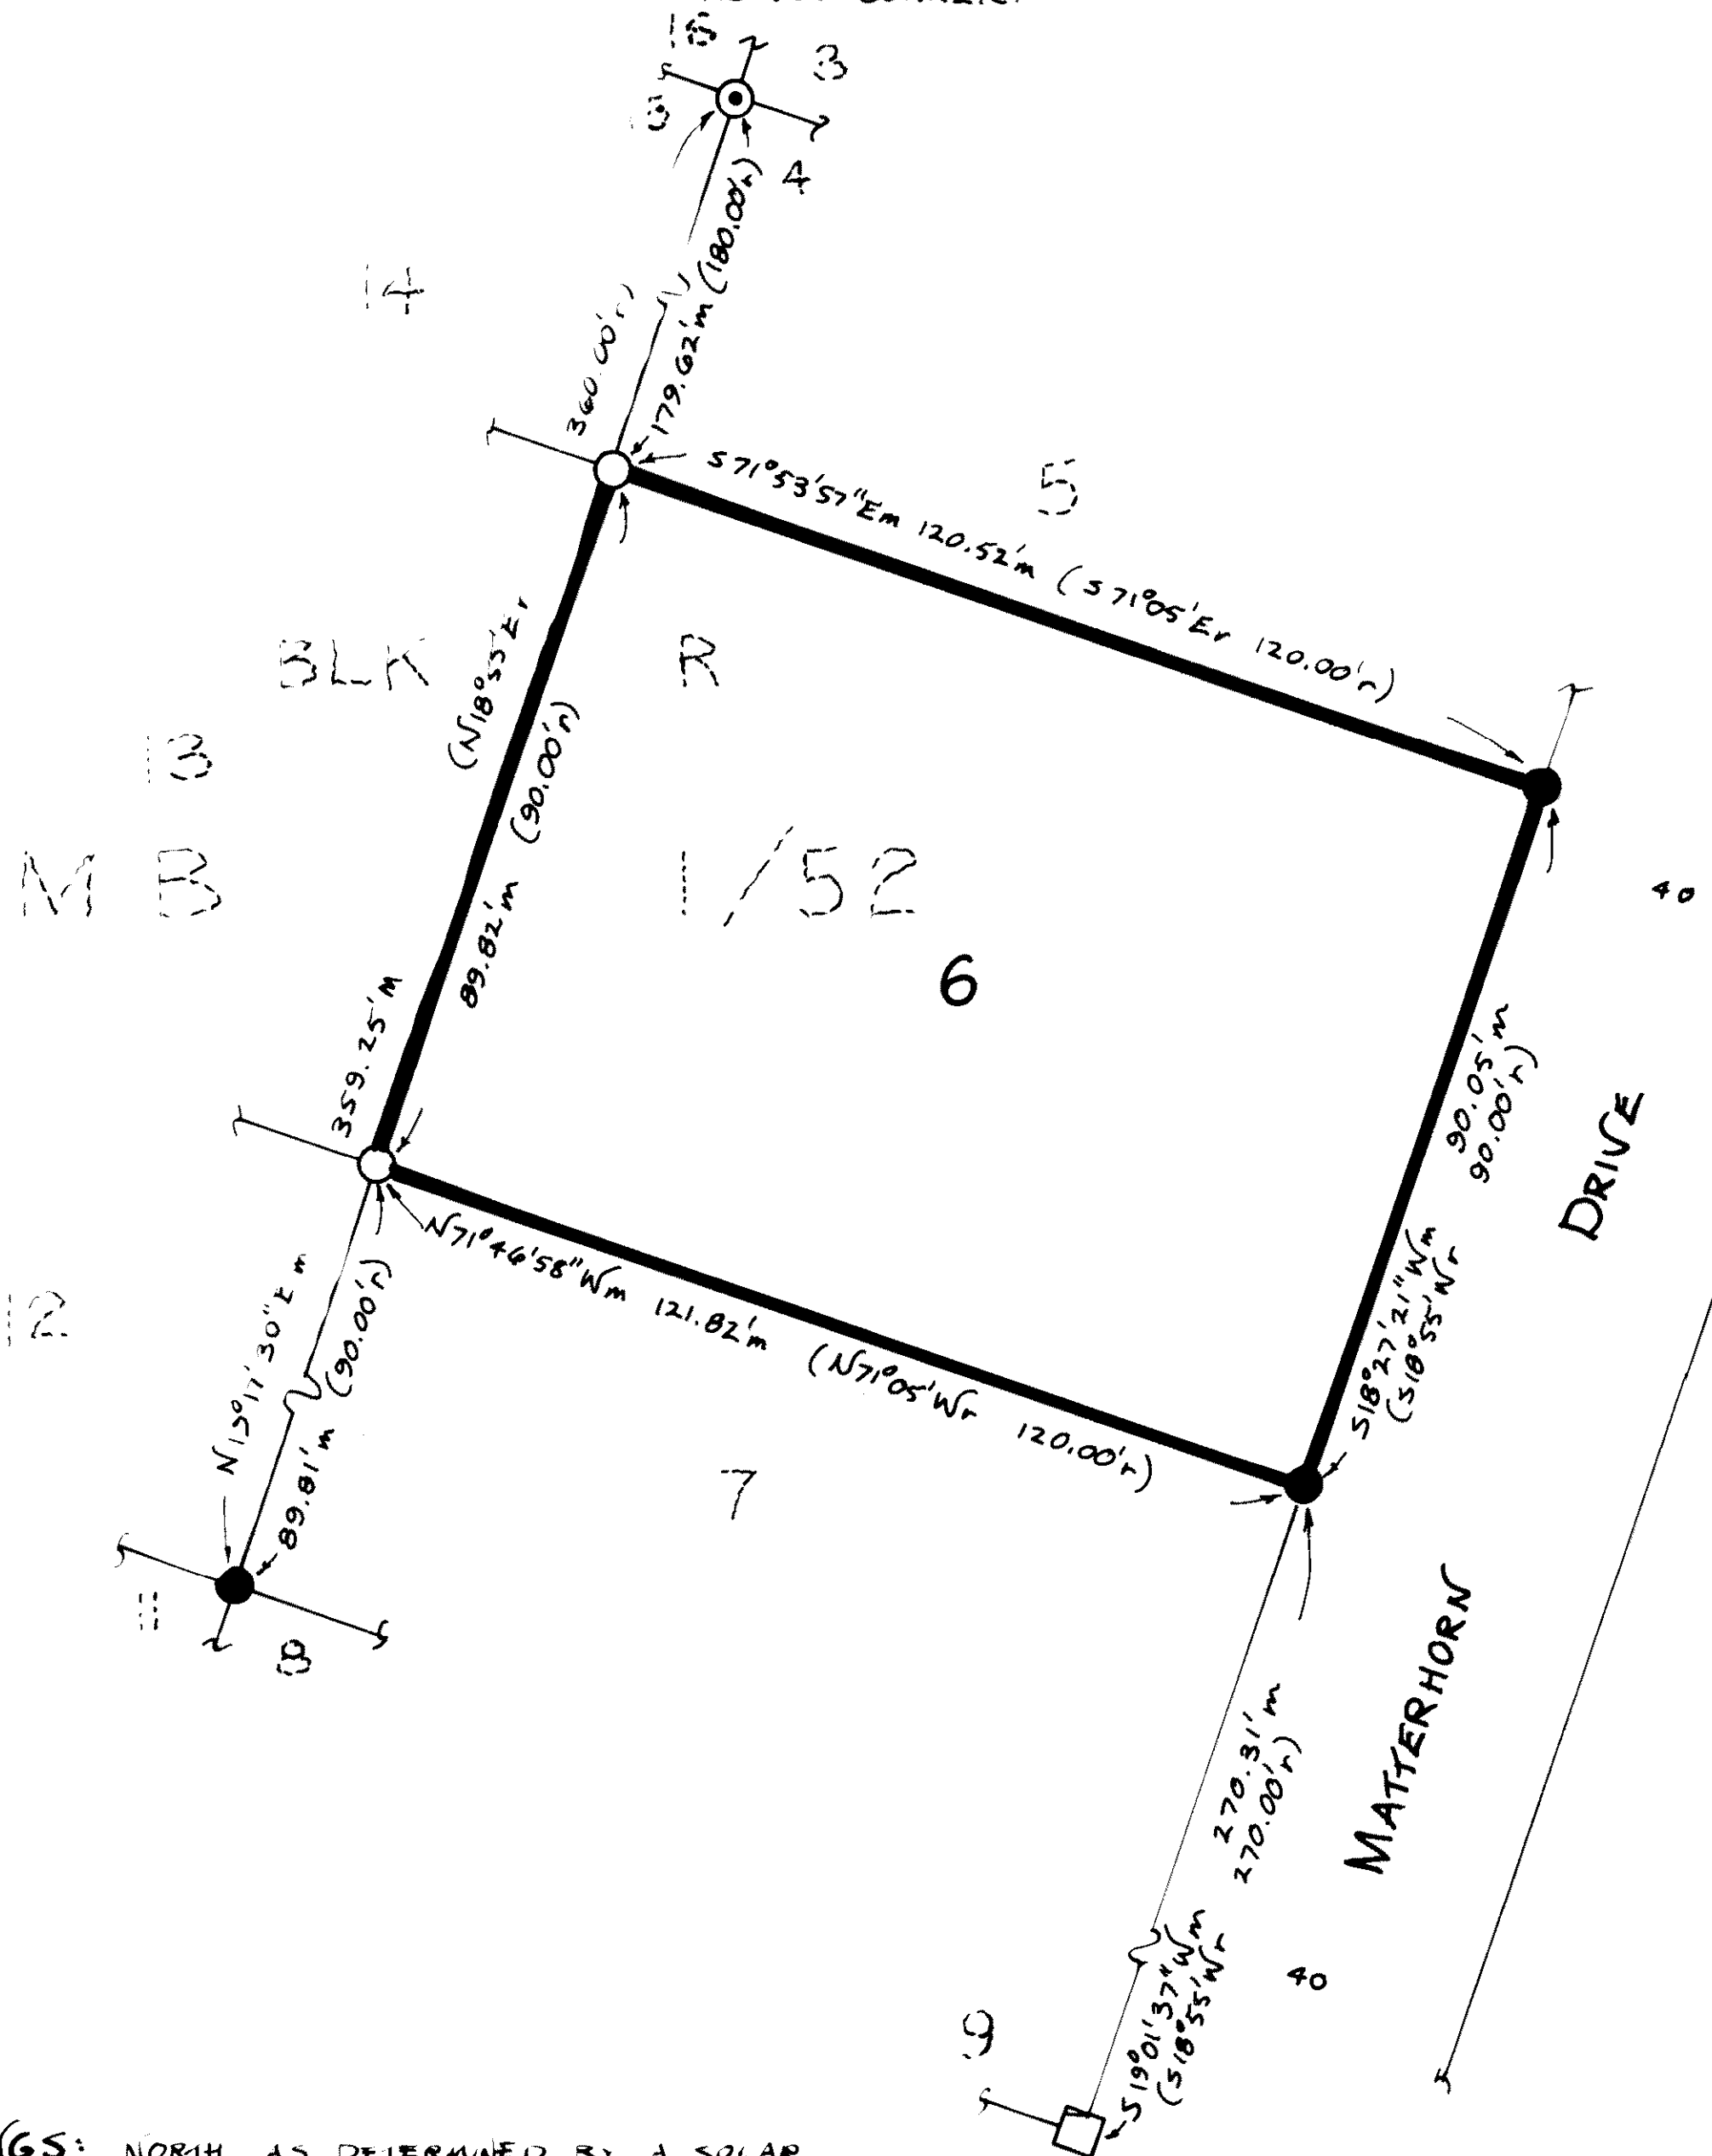 15
3
4
(180.00'r)
179.62'm
14
360.00'r)
S71°53'57"Em 120.52'm (S71°05'Er 120.00'r)
5
BLK R
(N18°55'Er
(90.00'r)
89.82'm
13
MB 1/52
6
40
359.25'M
90.05'm
90.00'r)
DRIVE
S18°27'21"Wm
(S18°55'Wr
N71°46'58"Wm 121.82'm (N71°05'Wr 120.00'r)
12
(90.00'r)
89.81'm
7
11
8
MATTERHORN
270.31'm
270.00'r)
S19°01'37"Wm
(S18°55'Wr
40
9
NORTH AS DETERMINED BY A SOLAR